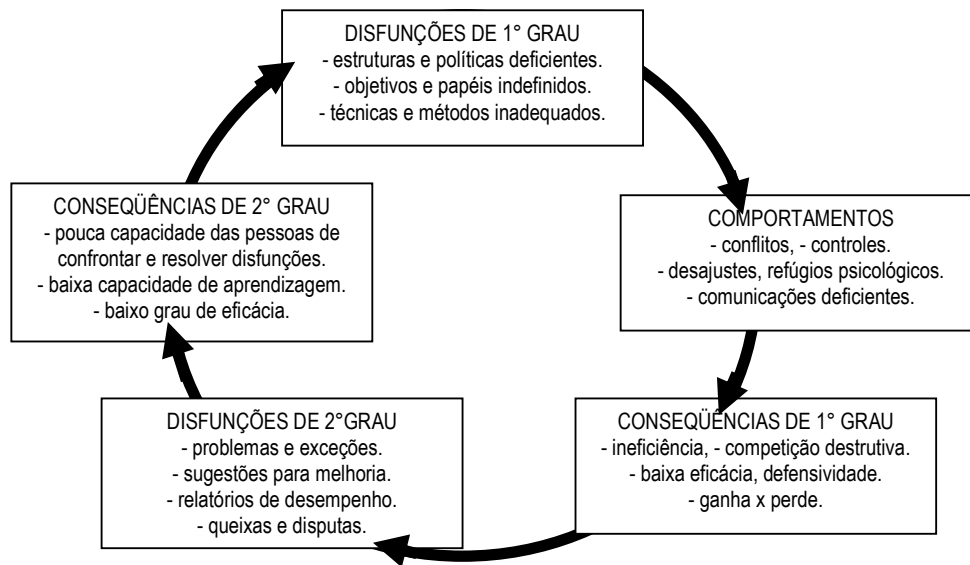 DISFUNÇÕES DE 1° GRAU
- estruturas e políticas deficientes.
- objetivos e papéis indefinidos.
- técnicas e métodos inadequados.
COMPORTAMENTOS
- conflitos, - controles.
- desajustes, refúgios psicológicos.
- comunicações deficientes.
CONSEQÜÊNCIAS DE 1° GRAU
- ineficiência, - competição destrutiva.
- baixa eficácia, defensividade.
- ganha x perde.
DISFUNÇÕES DE 2°GRAU
- problemas e exceções.
- sugestões para melhoria.
- relatórios de desempenho.
- queixas e disputas.
CONSEQÜÊNCIAS DE 2° GRAU
- pouca capacidade das pessoas de
confrontar e resolver disfunções.
- baixa capacidade de aprendizagem.
- baixo grau de eficácia.